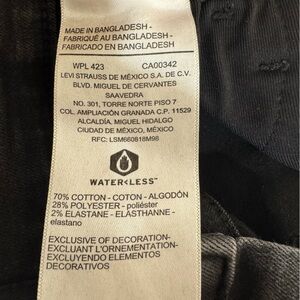 MADE IN BANGLADESH -
FABRIQUÉ AU BANGLADESH -
FABRICADO EN BANGLADESH
WPL 423 CA00342
LEVI STRAUSS DE MÉXICO S.A. DE C.V.
BLVD. MIGUEL DE CERVANTES
SAAVEDRA
NO. 301, TORRE NORTE PISO 7
COL. AMPLIACIÓN GRANADA C.P. 11529
ALCALDÍA. MIGUEL HIDALGO
CIUDAD DE MÉXICO, MÉXICO
RFC: LSM660818M98
WATER<LESS™
70% COTTON - COTON - ALGODÓN
28% POLYESTER - poliéster
2% ELASTANE - ELASTHANNE -
elastano
EXCLUSIVE OF DECORATION-
EXCLUANT L'ORNEMENTATION-
EXCLUYENDO ELEMENTOS
DECORATIVOS